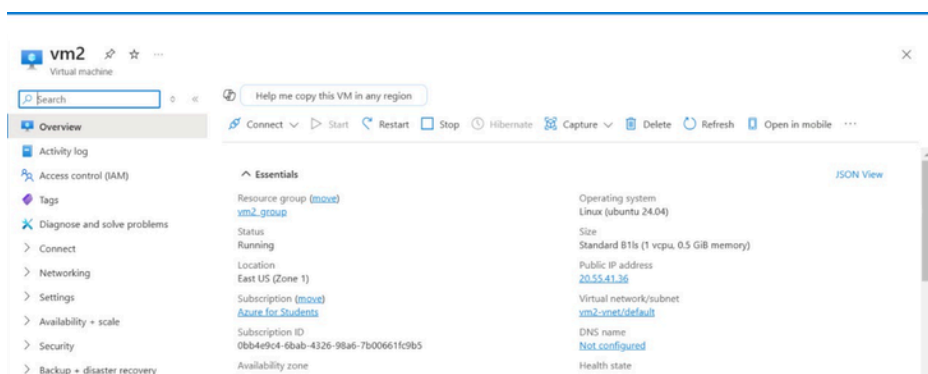 vm2
Virtual machine
Search
Overview
Activity log
Access control (IAM)
Tags
Diagnose and solve problems
Connect
Networking
Settings
Availability + scale
Security
Backup + disaster recovery
Help me copy this VM in any region
Connect Start Restart Stop Hibernate Capture Delete Refresh Open in mobile
Essentials JSON View
Resource group (move)
vm2_group
Status
Running
Location
East US (Zone 1)
Subscription (move)
Azure for Students
Subscription ID
0bb4e9c4-6bab-4326-98a6-7b00661fc9b5
Availability zone
Operating system
Linux (ubuntu 24.04)
Size
Standard B1ls (1 vcpu, 0.5 GiB memory)
Public IP address
20.55.41.36
Virtual network/subnet
vm2-vnet/default
DNS name
Not configured
Health state